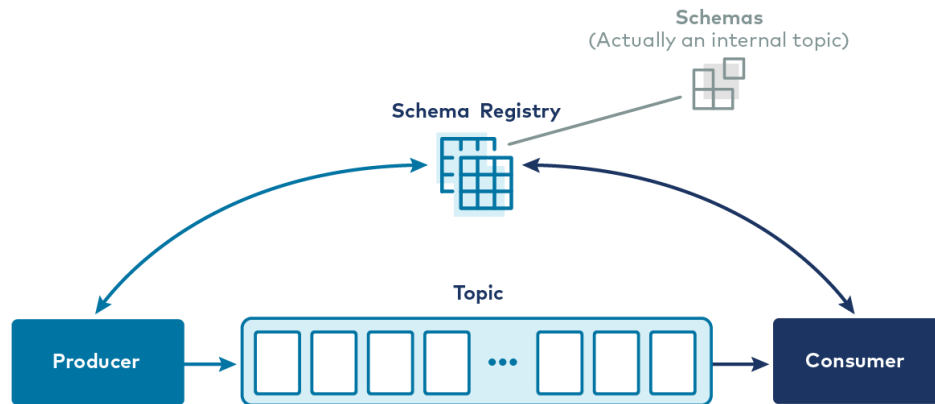 Schemas
(Actually an internal topic)
Schema Registry
Topic
Producer
Consumer